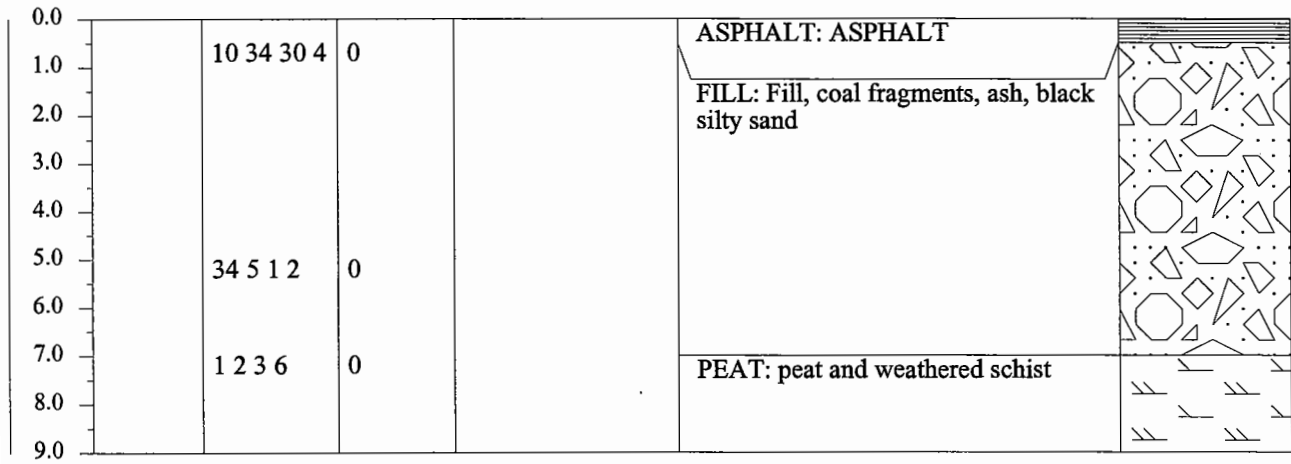 0.0
ASPHALT: ASPHALT
10 34 30 4 0
1.0
FILL: Fill, coal fragments, ash, black
silty sand
2.0
3.0
4.0
5.0
34 5 1 2 0
6.0
7.0
1 2 3 6 0
PEAT: peat and weathered schist
8.0
9.0